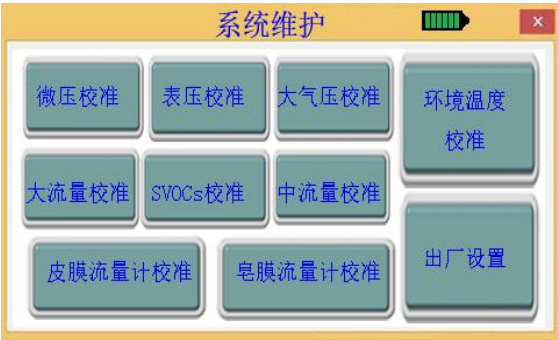 系统维护
微压校准
表压校准
大气压校准
环境温度
校准
大流量校准
SVOCs校准
中流量校准
皮膜流量计校准
皂膜流量计校准
出厂设置